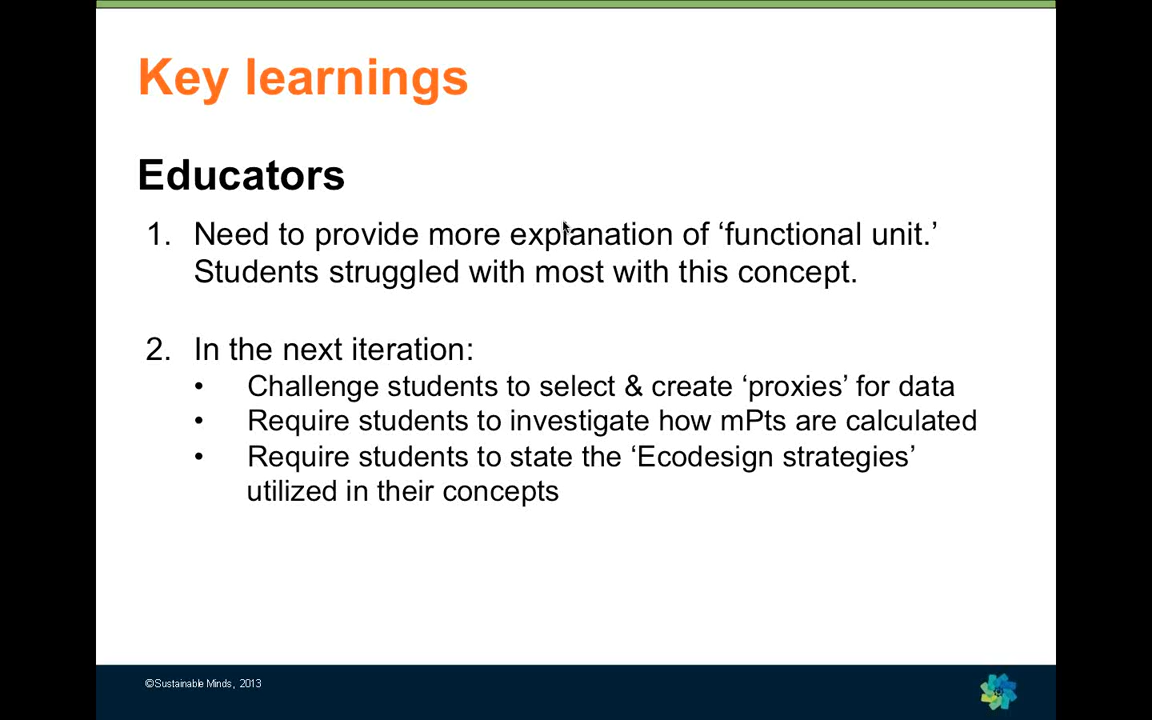 Key learnings
Educators
1. Need to provide more explanation of ‘functional unit.’
Students struggled with most with this concept.
2. In the next iteration:
• Challenge students to select & create ‘proxies’ for data
• Require students to investigate how mPts are calculated
• Require students to state the ‘Ecodesign strategies’
utilized in their concepts
©Sustainable Minds, 2013